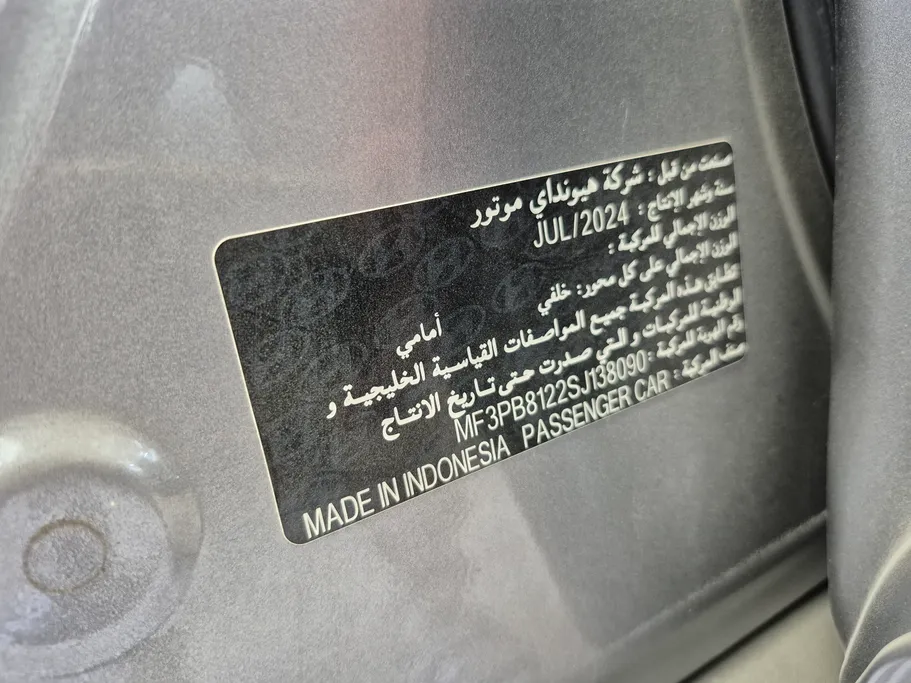 صنعت من قبل : شركة هيونداي موتور
سنة وشهر الانتاج : JUL/2024
الوزن الإجمالي للمركبة :
الوزن الإجمالي على كل محور: خلفي أمامي
تطابق هذه المركبة جميع المواصفات القياسية الخليجية و
الوطنية للمركبات و التي صدرت حتى تاريخ الانتاج
رقم الهوية للمركبة :MF3PB8122SJ138090
صنف المركبة : PASSENGER CAR MADE IN INDONESIA